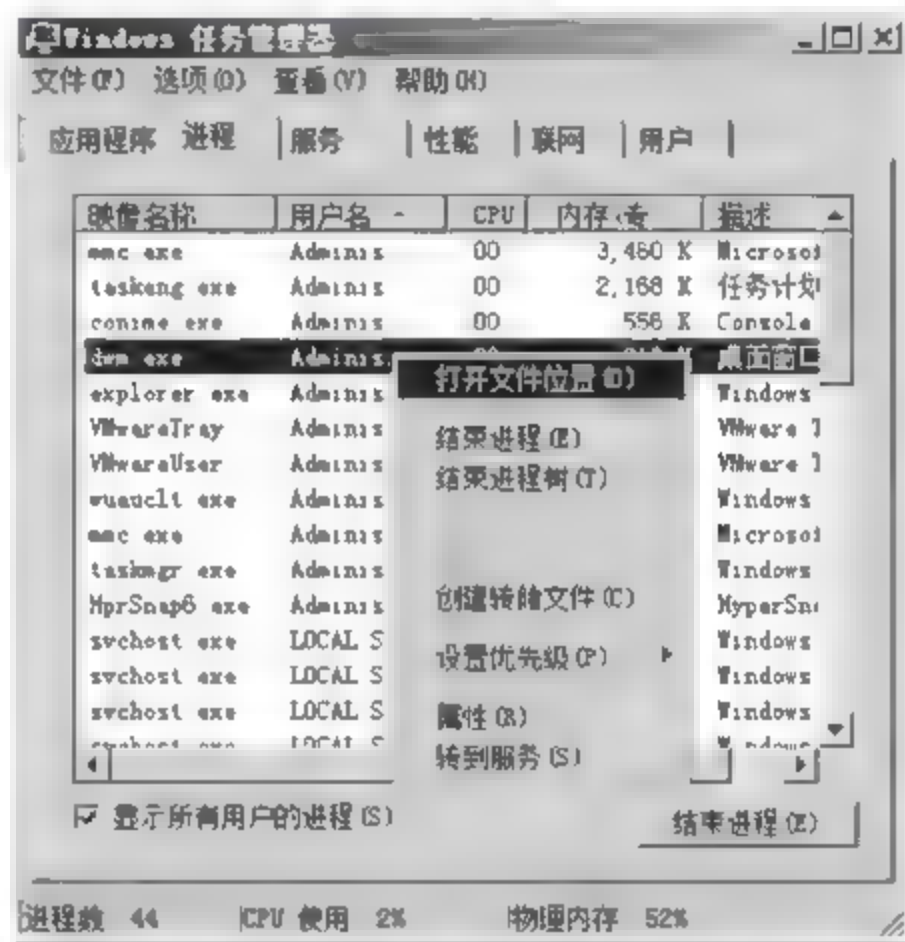 Windows 任务管理器
文件(F) 选项(O) 查看(V) 帮助(H)
应用程序 进程 服务 性能 联网 用户
映像名称 用户名 CPU 内存(专 描述
mmc exe Adminis 00 3,460 K Microsof
taskeng exe Adminis 00 2,168 K 任务计划
conime exe Adminis 00 556 K Console
dwm exe Adminis 桌面窗口
打开文件位置(O)
explorer exe Adminis Windows
VMwareTray Adminis VMware T
结束进程(E)
VMwareUser Adminis VMware T
结束进程树(T)
wuauclt exe Adminis Windows
mmc exe Adminis Microsof
taskmgr exe Adminis Windows
HprSnap6 exe Adminis HyperSna
创建转储文件(C)
svchost exe LOCAL S Windows
设置优先级(P)
svchost exe LOCAL S Windows
svchost exe LOCAL S Windows
属性(R)
svchost exe LOCAL S Windows
转到服务(S)
显示所有用户的进程(S) 结束进程(E)
进程数 44 CPU 使用 2% 物理内存 52%